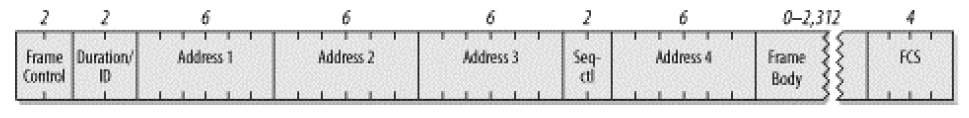 2 2 6 6 6 2 6 0–2,312 4
Frame Control Duration/ ID Address 1 Address 2 Address 3 Seq- ctl Address 4 Frame Body FCS